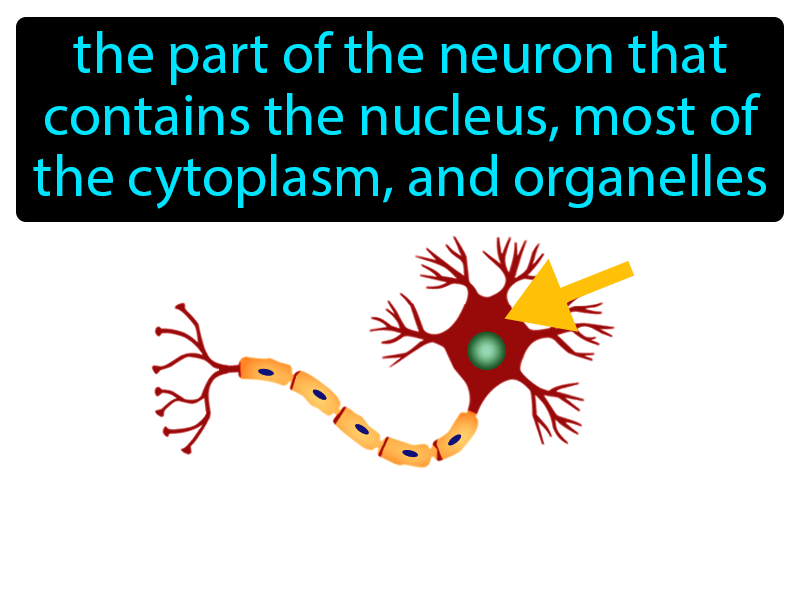 the part of the neuron that
contains the nucleus, most of
the cytoplasm, and organelles